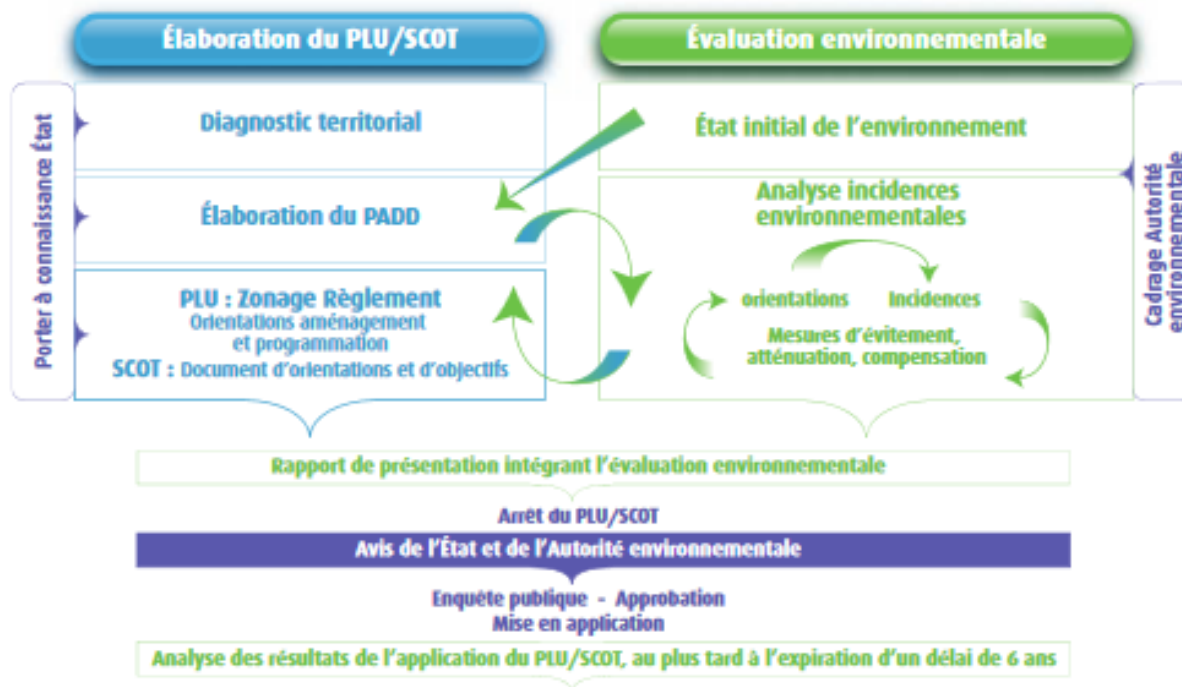 Élaboration du PLU/SCOT
Évaluation environnementale
Porter à connaissance État
Diagnostic territorial
État initial de l'environnement
Cadrage Autorité
environnementale
Élaboration du PADD
Analyse incidences
environnementales
PLU : Zonage Règlement
Orientations aménagement
et programmation
SCOT : Document d'orientations et d'objectifs
orientations
Incidences
Mesures d'évitement,
atténuation, compensation
Rapport de présentation intégrant l'évaluation environnementale
Arrêt du PLU/SCOT
Avis de l'État et de l'Autorité environnementale
Enquête publique - Approbation
Mise en application
Analyse des résultats de l'application du PLU/SCOT, au plus tard à l'expiration d'un délai de 6 ans